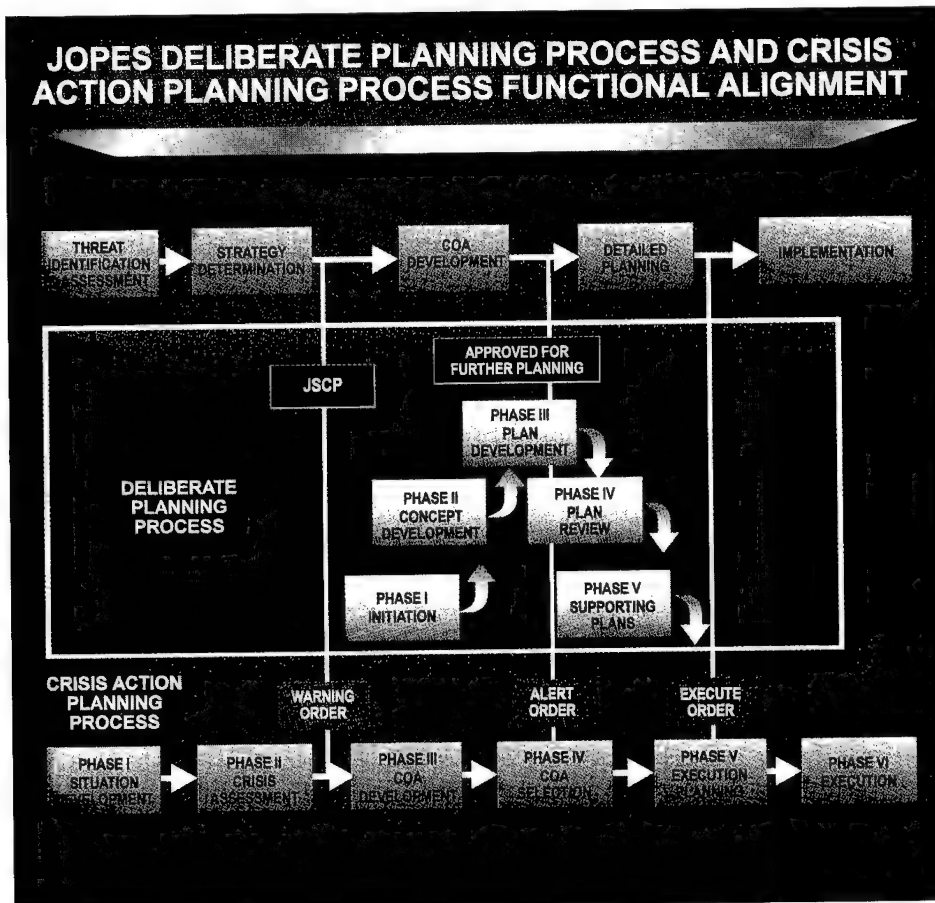 JOPES DELIBERATE PLANNING PROCESS AND CRISIS
ACTION PLANNING PROCESS FUNCTIONAL ALIGNMENT
THREAT
IDENTIFICATION
ASSESSMENT
STRATEGY
DETERMINATION
COA
DEVELOPMENT
DETAILED
PLANNING
IMPLEMENTATION
JSCP
APPROVED FOR
FURTHER PLANNING
DELIBERATE
PLANNING
PROCESS
PHASE I
INITIATION
PHASE II
CONCEPT
DEVELOPMENT
PHASE III
PLAN
DEVELOPMENT
PHASE IV
PLAN
REVIEW
PHASE V
SUPPORTING
PLANS
CRISIS ACTION
PLANNING
PROCESS
WARNING
ORDER
ALERT
ORDER
EXECUTE
ORDER
PHASE I
SITUATION
DEVELOPMENT
PHASE II
CRISIS
ASSESSMENT
PHASE III
COA
DEVELOPMENT
PHASE IV
COA
SELECTION
PHASE V
EXECUTION
PLANNING
PHASE VI
EXECUTION